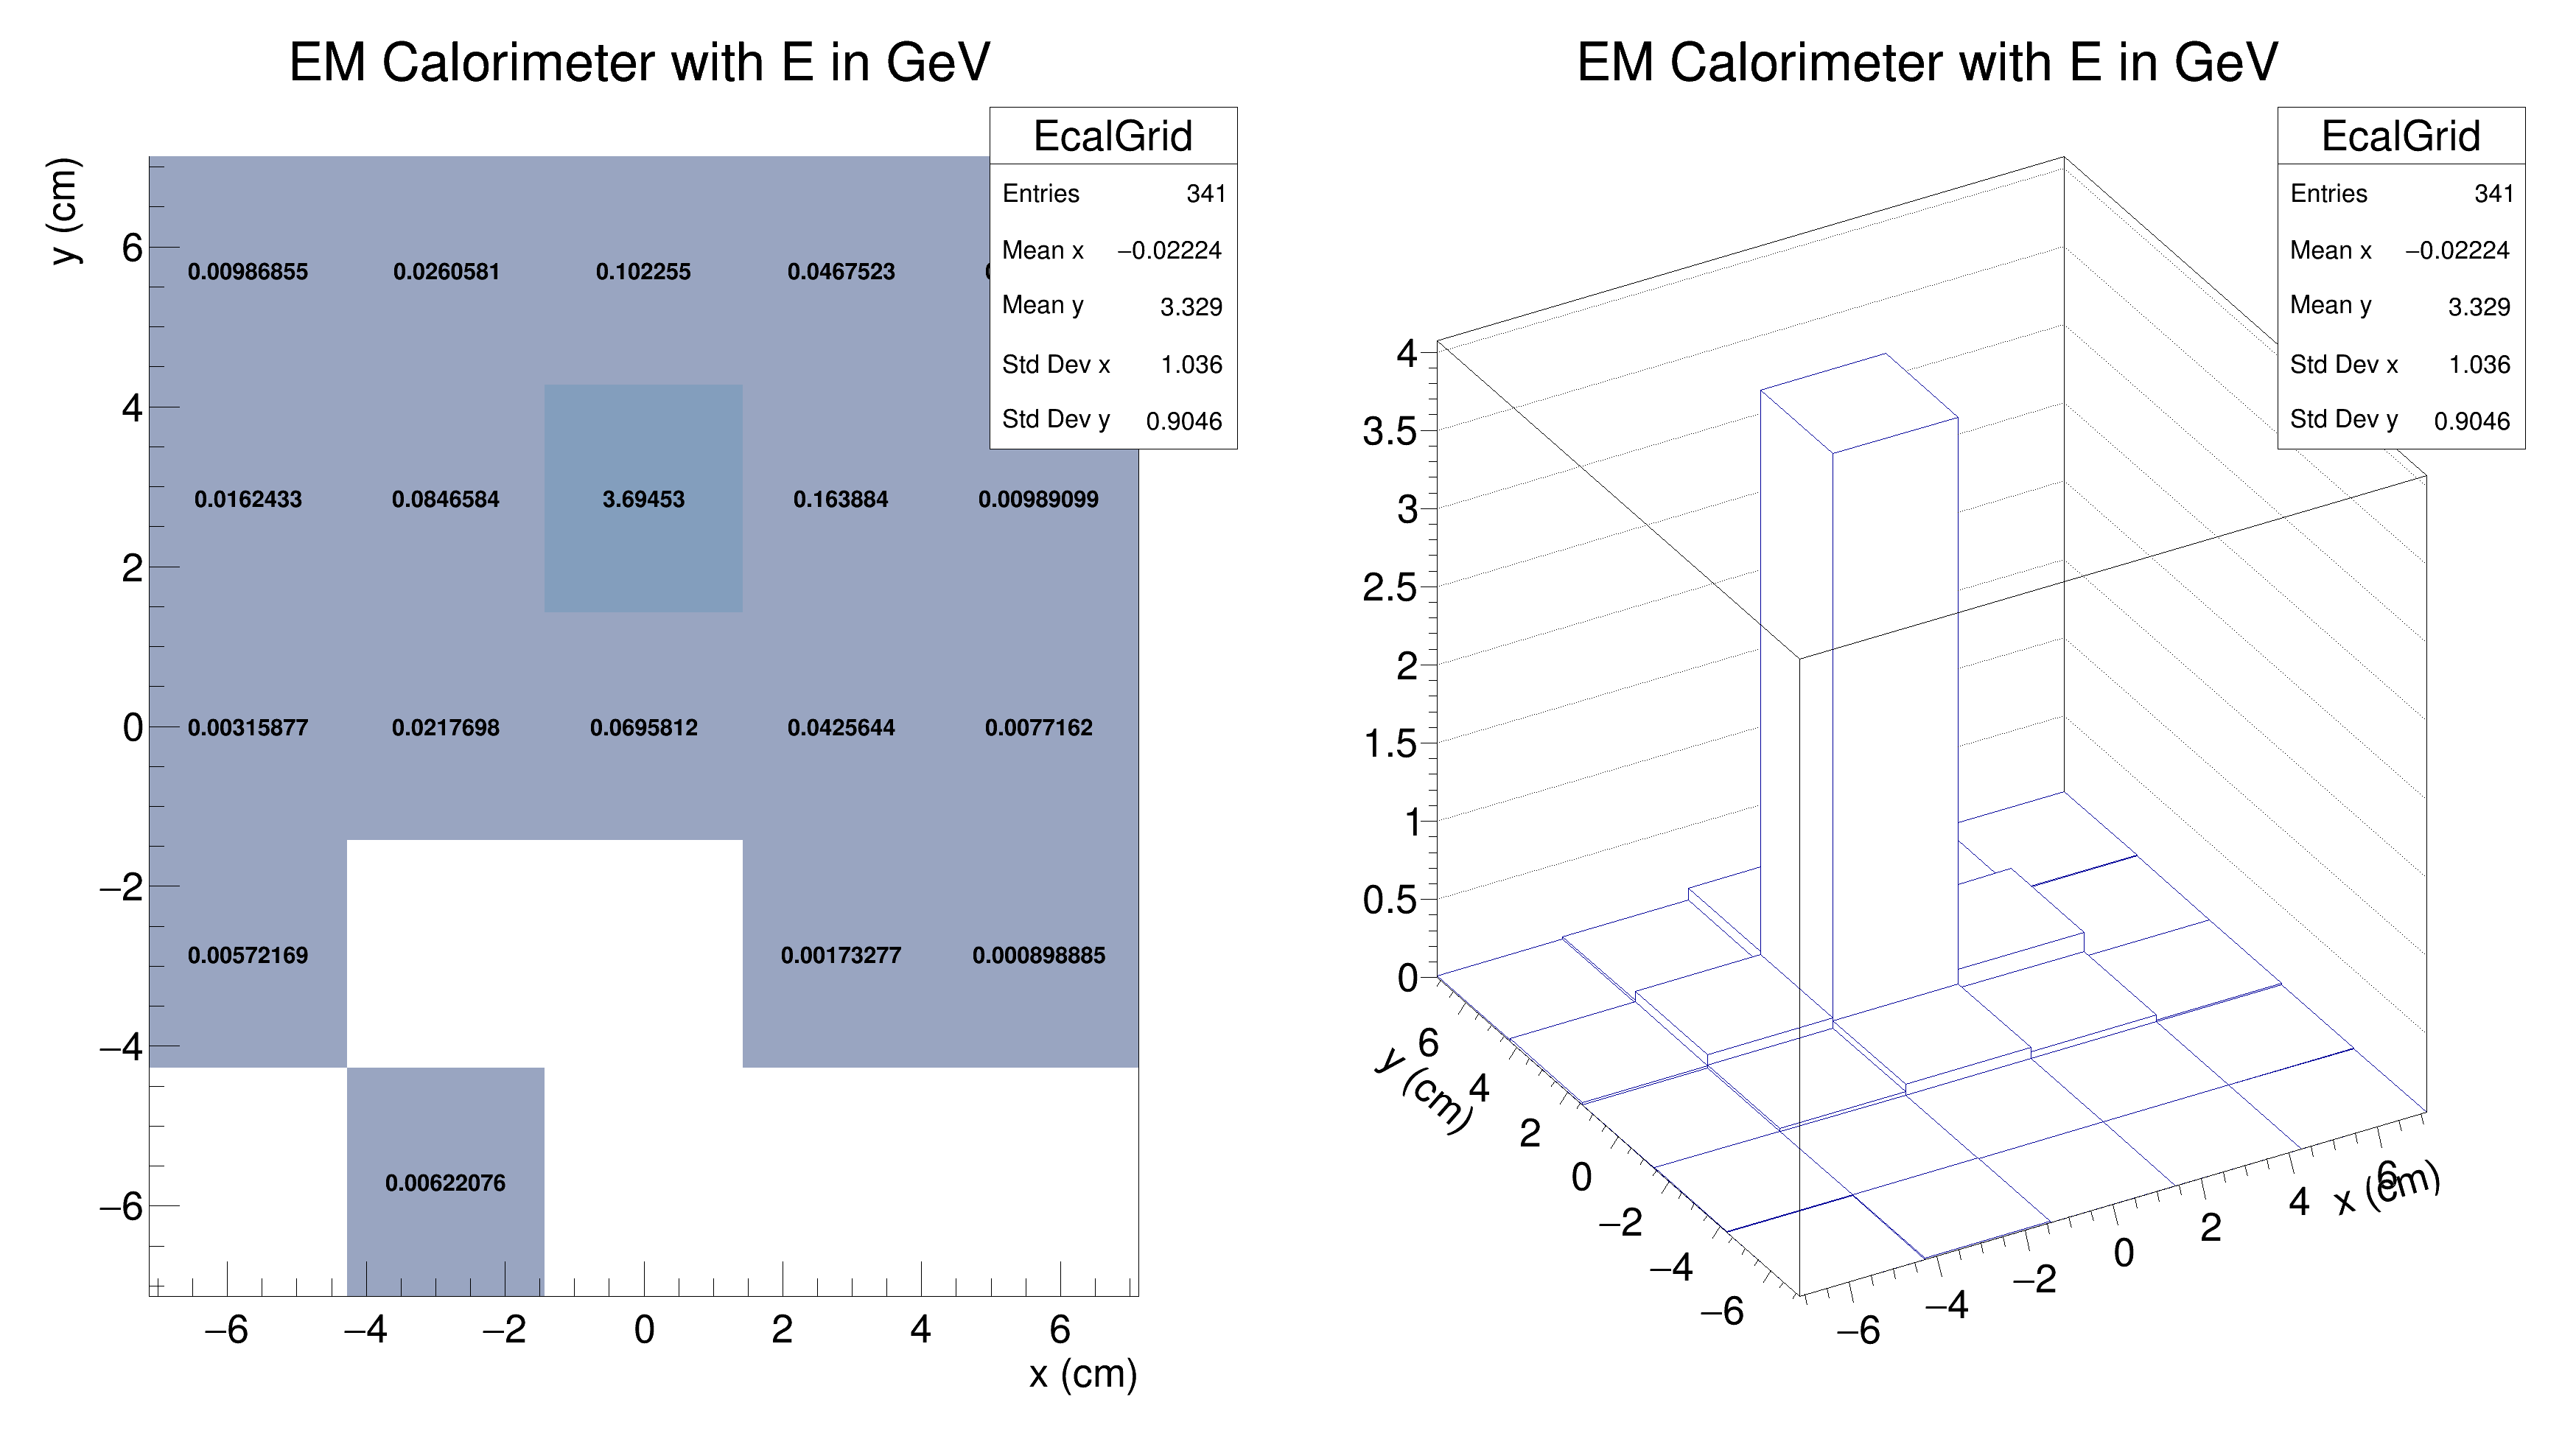 EM Calorimeter with E in GeV
EcalGrid
Entries 341
Mean x −0.02224
Mean y 3.329
Std Dev x 1.036
Std Dev y 0.9046
y (cm)
6
4
2
0
−2
−4
−6
0.00986855 0.0260581 0.102255 0.0467523
0.0162433 0.0846584 3.69453 0.163884 0.00989099
0.00315877 0.0217698 0.0695812 0.0425644 0.0077162
0.00572169 0.00173277 0.000898885
0.00622076
−6 −4 −2 0 2 4 6
x (cm)
EM Calorimeter with E in GeV
EcalGrid
Entries 341
Mean x −0.02224
Mean y 3.329
Std Dev x 1.036
Std Dev y 0.9046
4
3.5
3
2.5
2
1.5
1
0.5
0
y (cm)
6
4
2
0
−2
−4
−6
−6 −4 −2 0 2 4 6
x (cm)